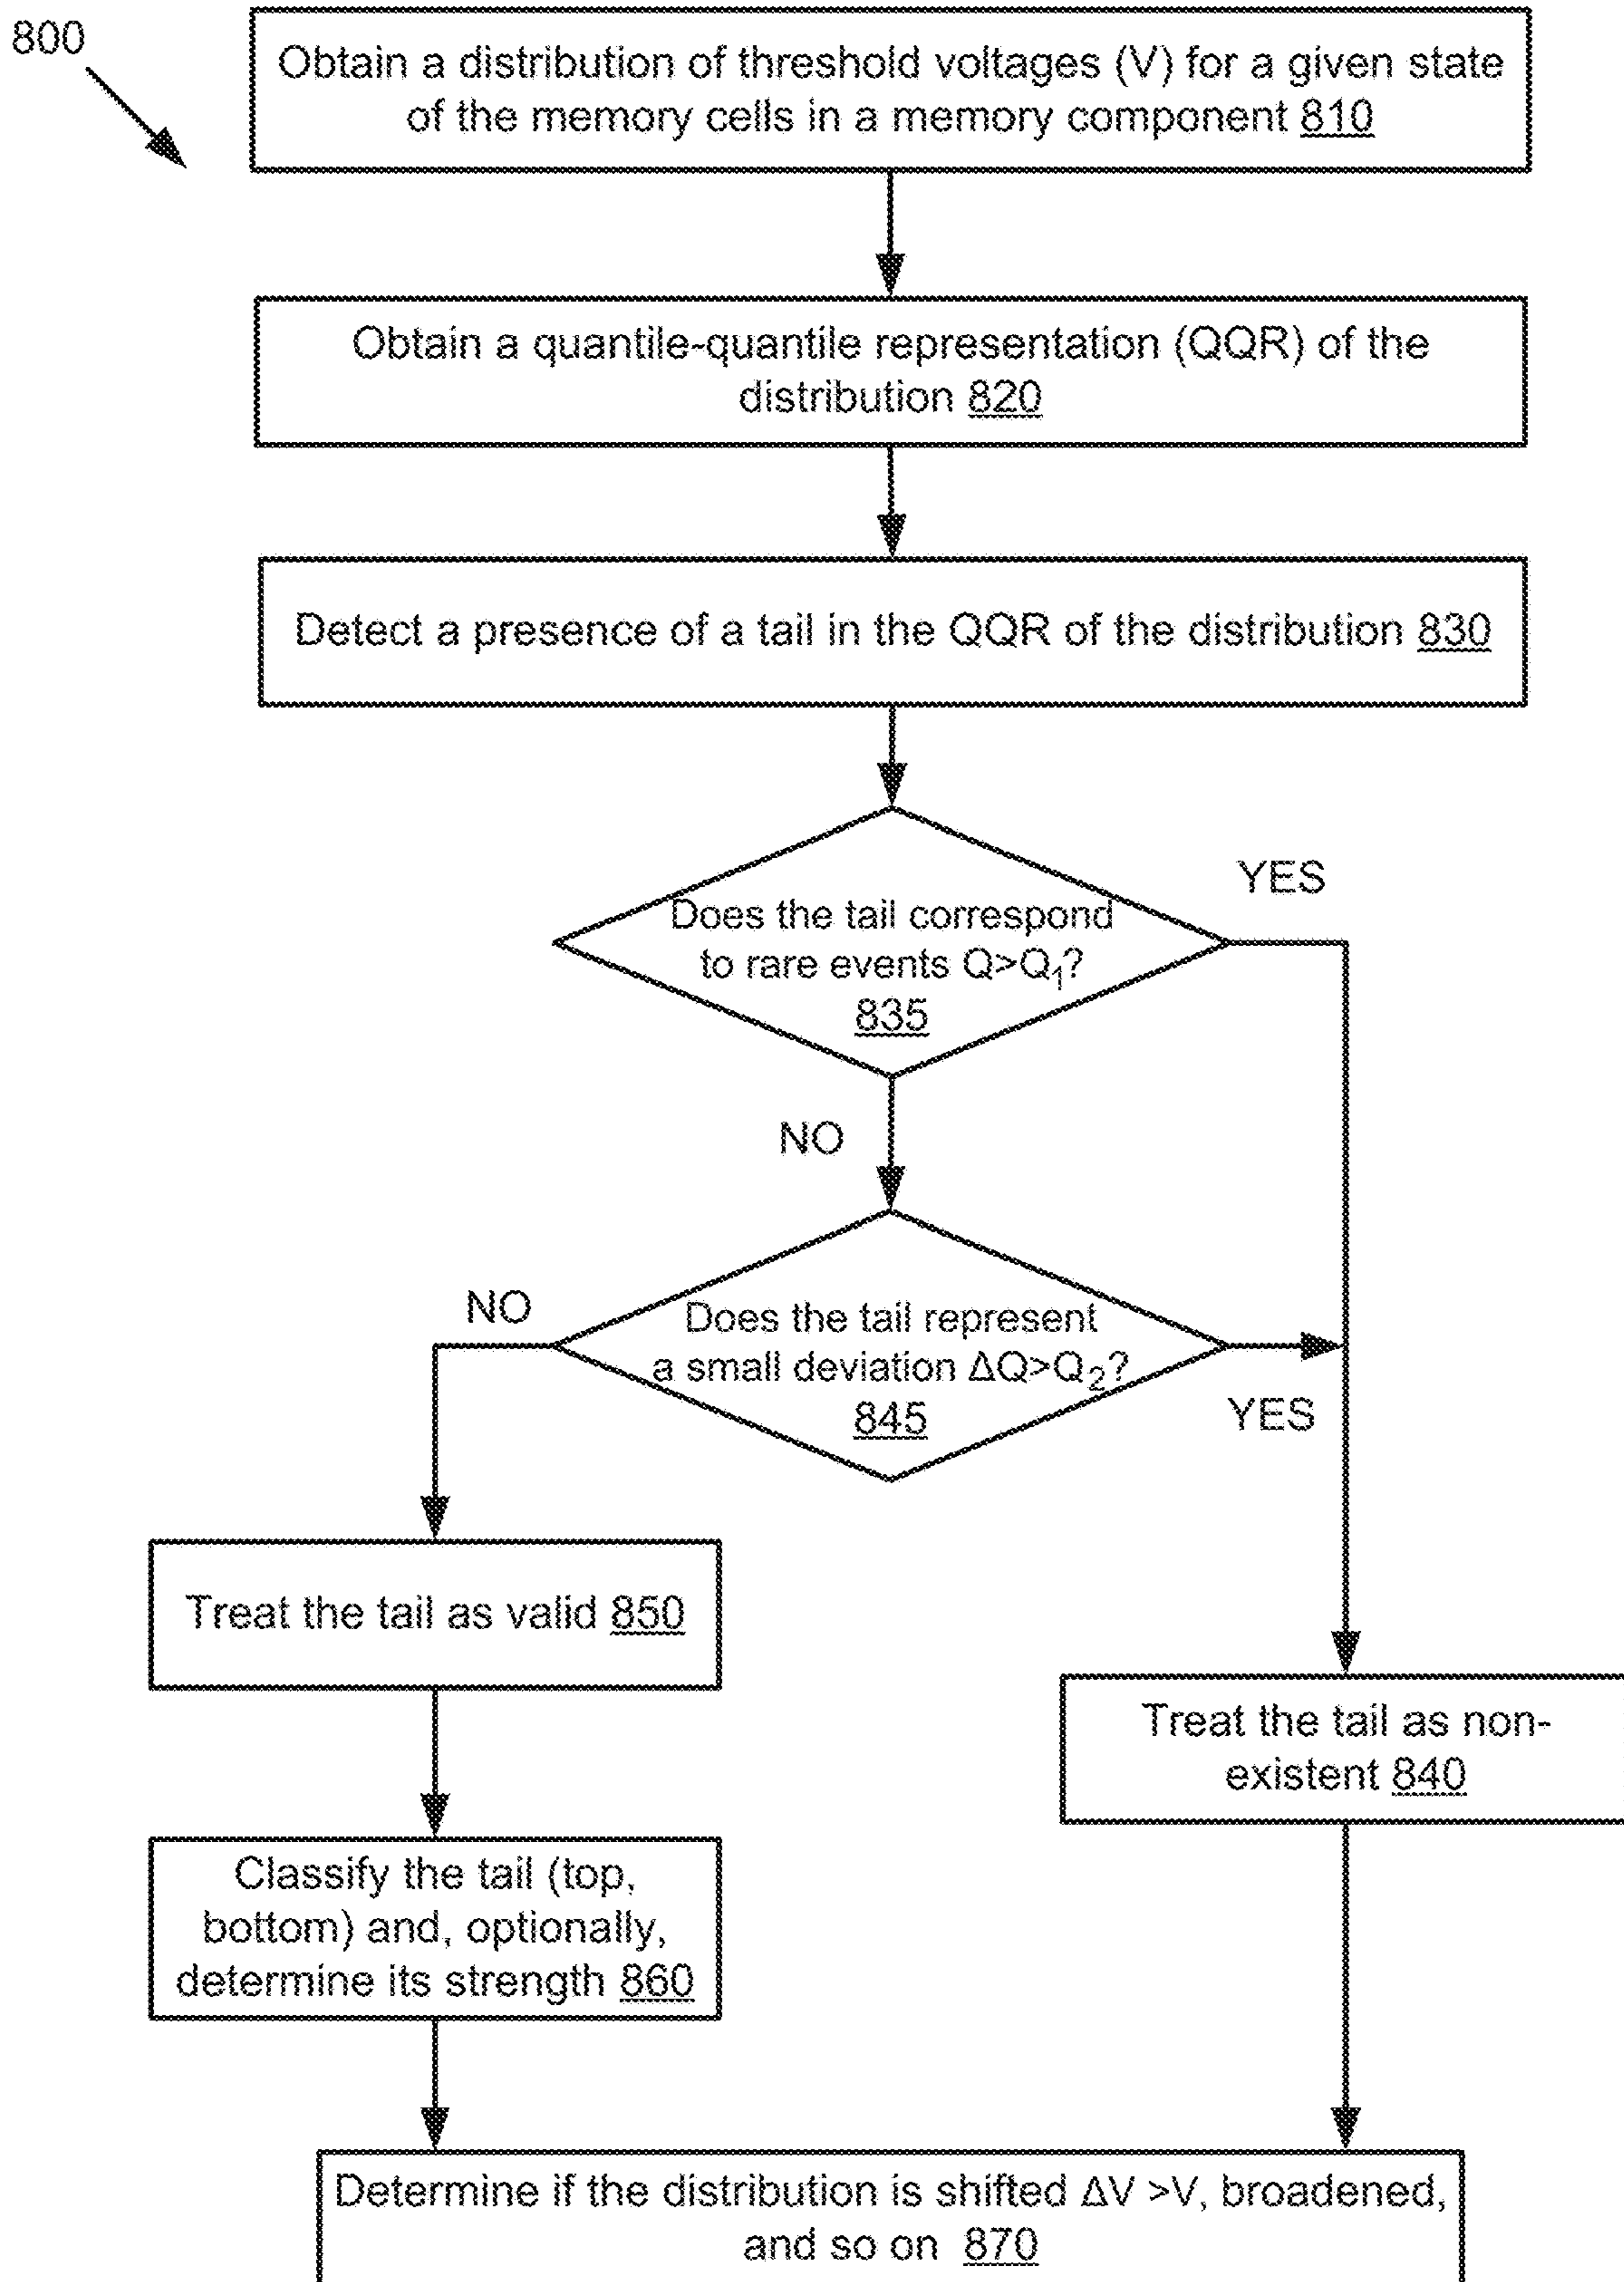 800
Obtain a distribution of threshold voltages (V) for a given state
of the memory cells in a memory component 810
Obtain a quantile-quantile representation (QQR) of the
distribution 820
Detect a presence of a tail in the QQR of the distribution 830
YES
Does the tail correspond
to rare events Q>Q₁?
835
NO
NO
Does the tail represent
a small deviation ΔQ>Q₂?
845
YES
Treat the tail as valid 850
Treat the tail as non-
existent 840
Classify the tail (top,
bottom) and, optionally,
determine its strength 860
Determine if the distribution is shifted ΔV >V, broadened,
and so on 870